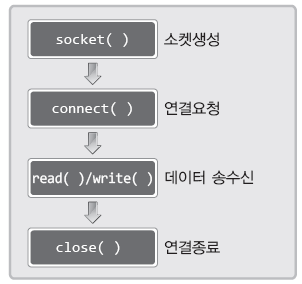 socket( ) 소켓생성
connect( ) 연결요청
read( )/write( ) 데이터 송수신
close( ) 연결종료